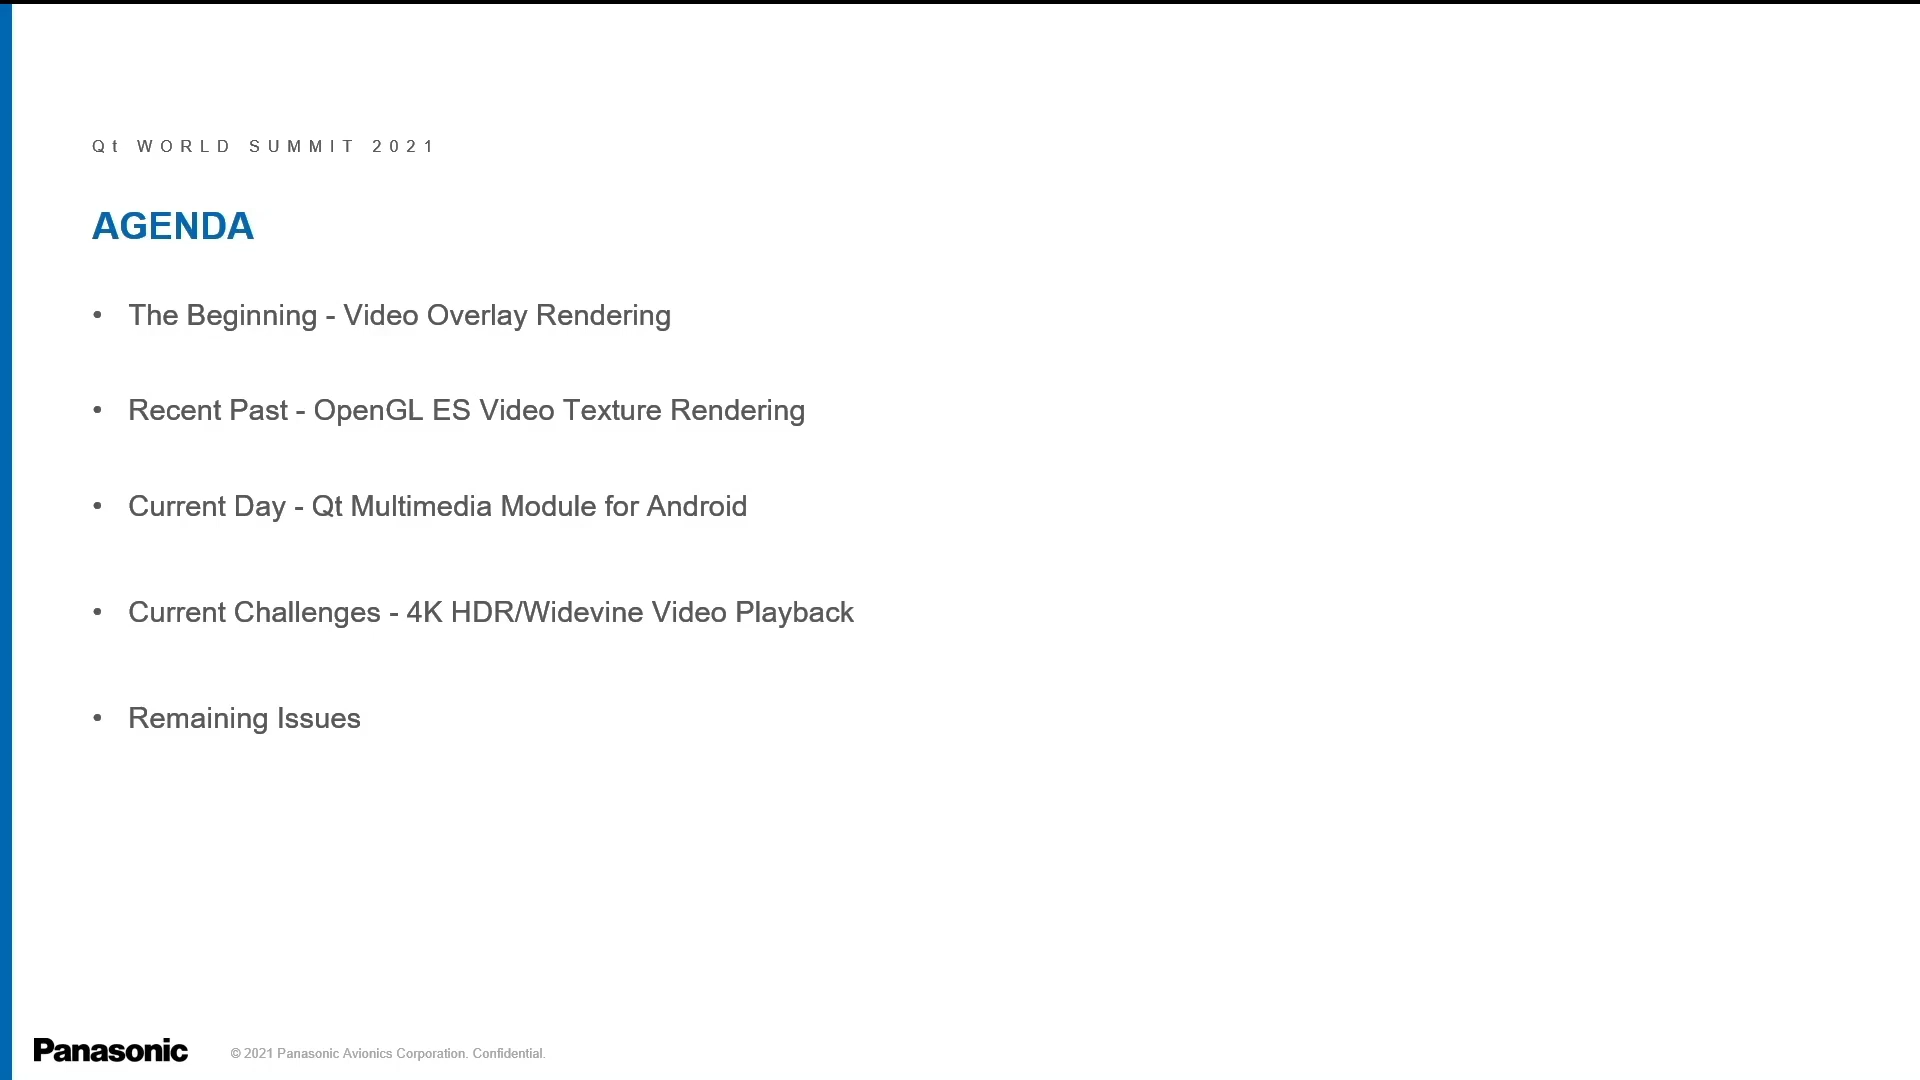 Qt WORLD SUMMIT 2021
AGENDA
• The Beginning - Video Overlay Rendering
• Recent Past - OpenGL ES Video Texture Rendering
• Current Day - Qt Multimedia Module for Android
• Current Challenges - 4K HDR/Widevine Video Playback
• Remaining Issues
Panasonic © 2021 Panasonic Avionics Corporation. Confidential.